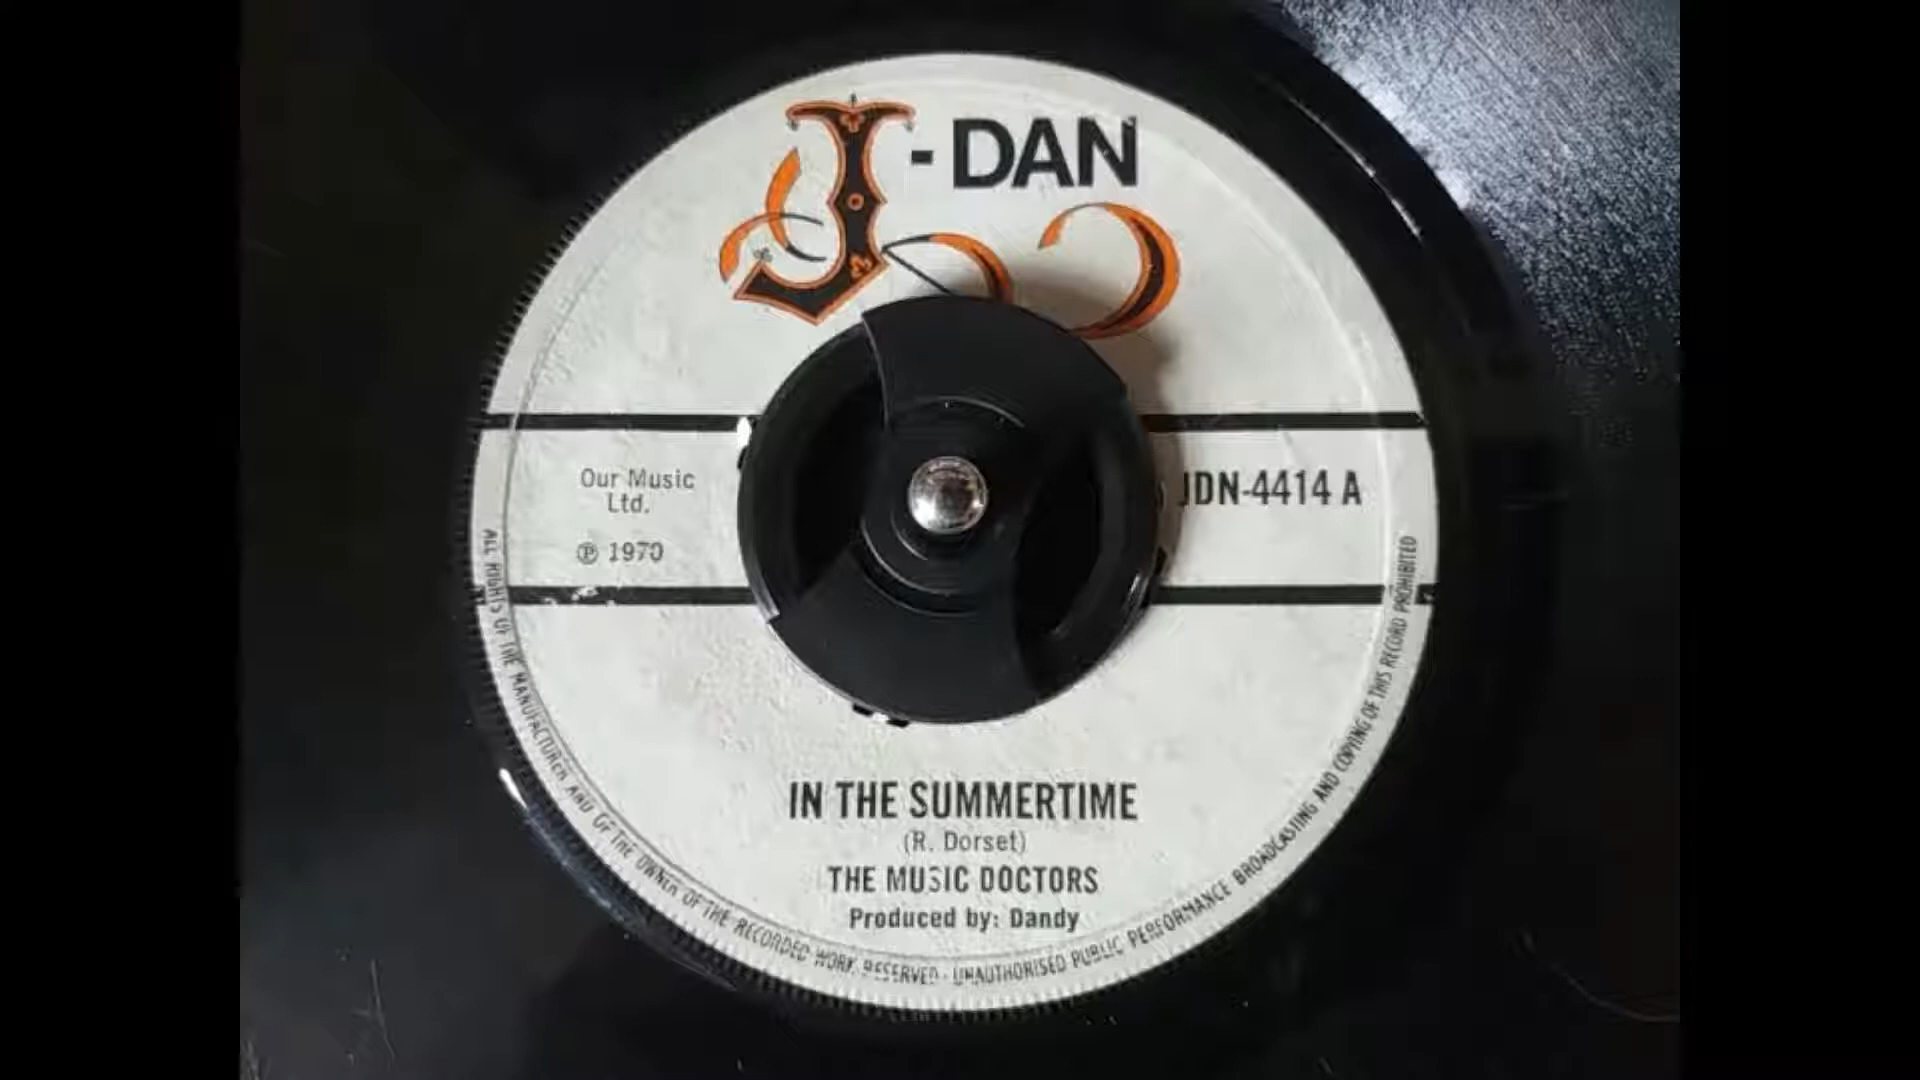 J-DAN
Our Music
Ltd.
℗ 1970
JDN-4414 A
IN THE SUMMERTIME
(R. Dorset)
THE MUSIC DOCTORS
Produced by: Dandy
ALL RIGHTS OF THE MANUFACTURER AND OF THE OWNER OF THE RECORDED WORK RESERVED · UNAUTHORISED PUBLIC PERFORMANCE BROADCASTING AND COPYING OF THIS RECORD PROHIBITED